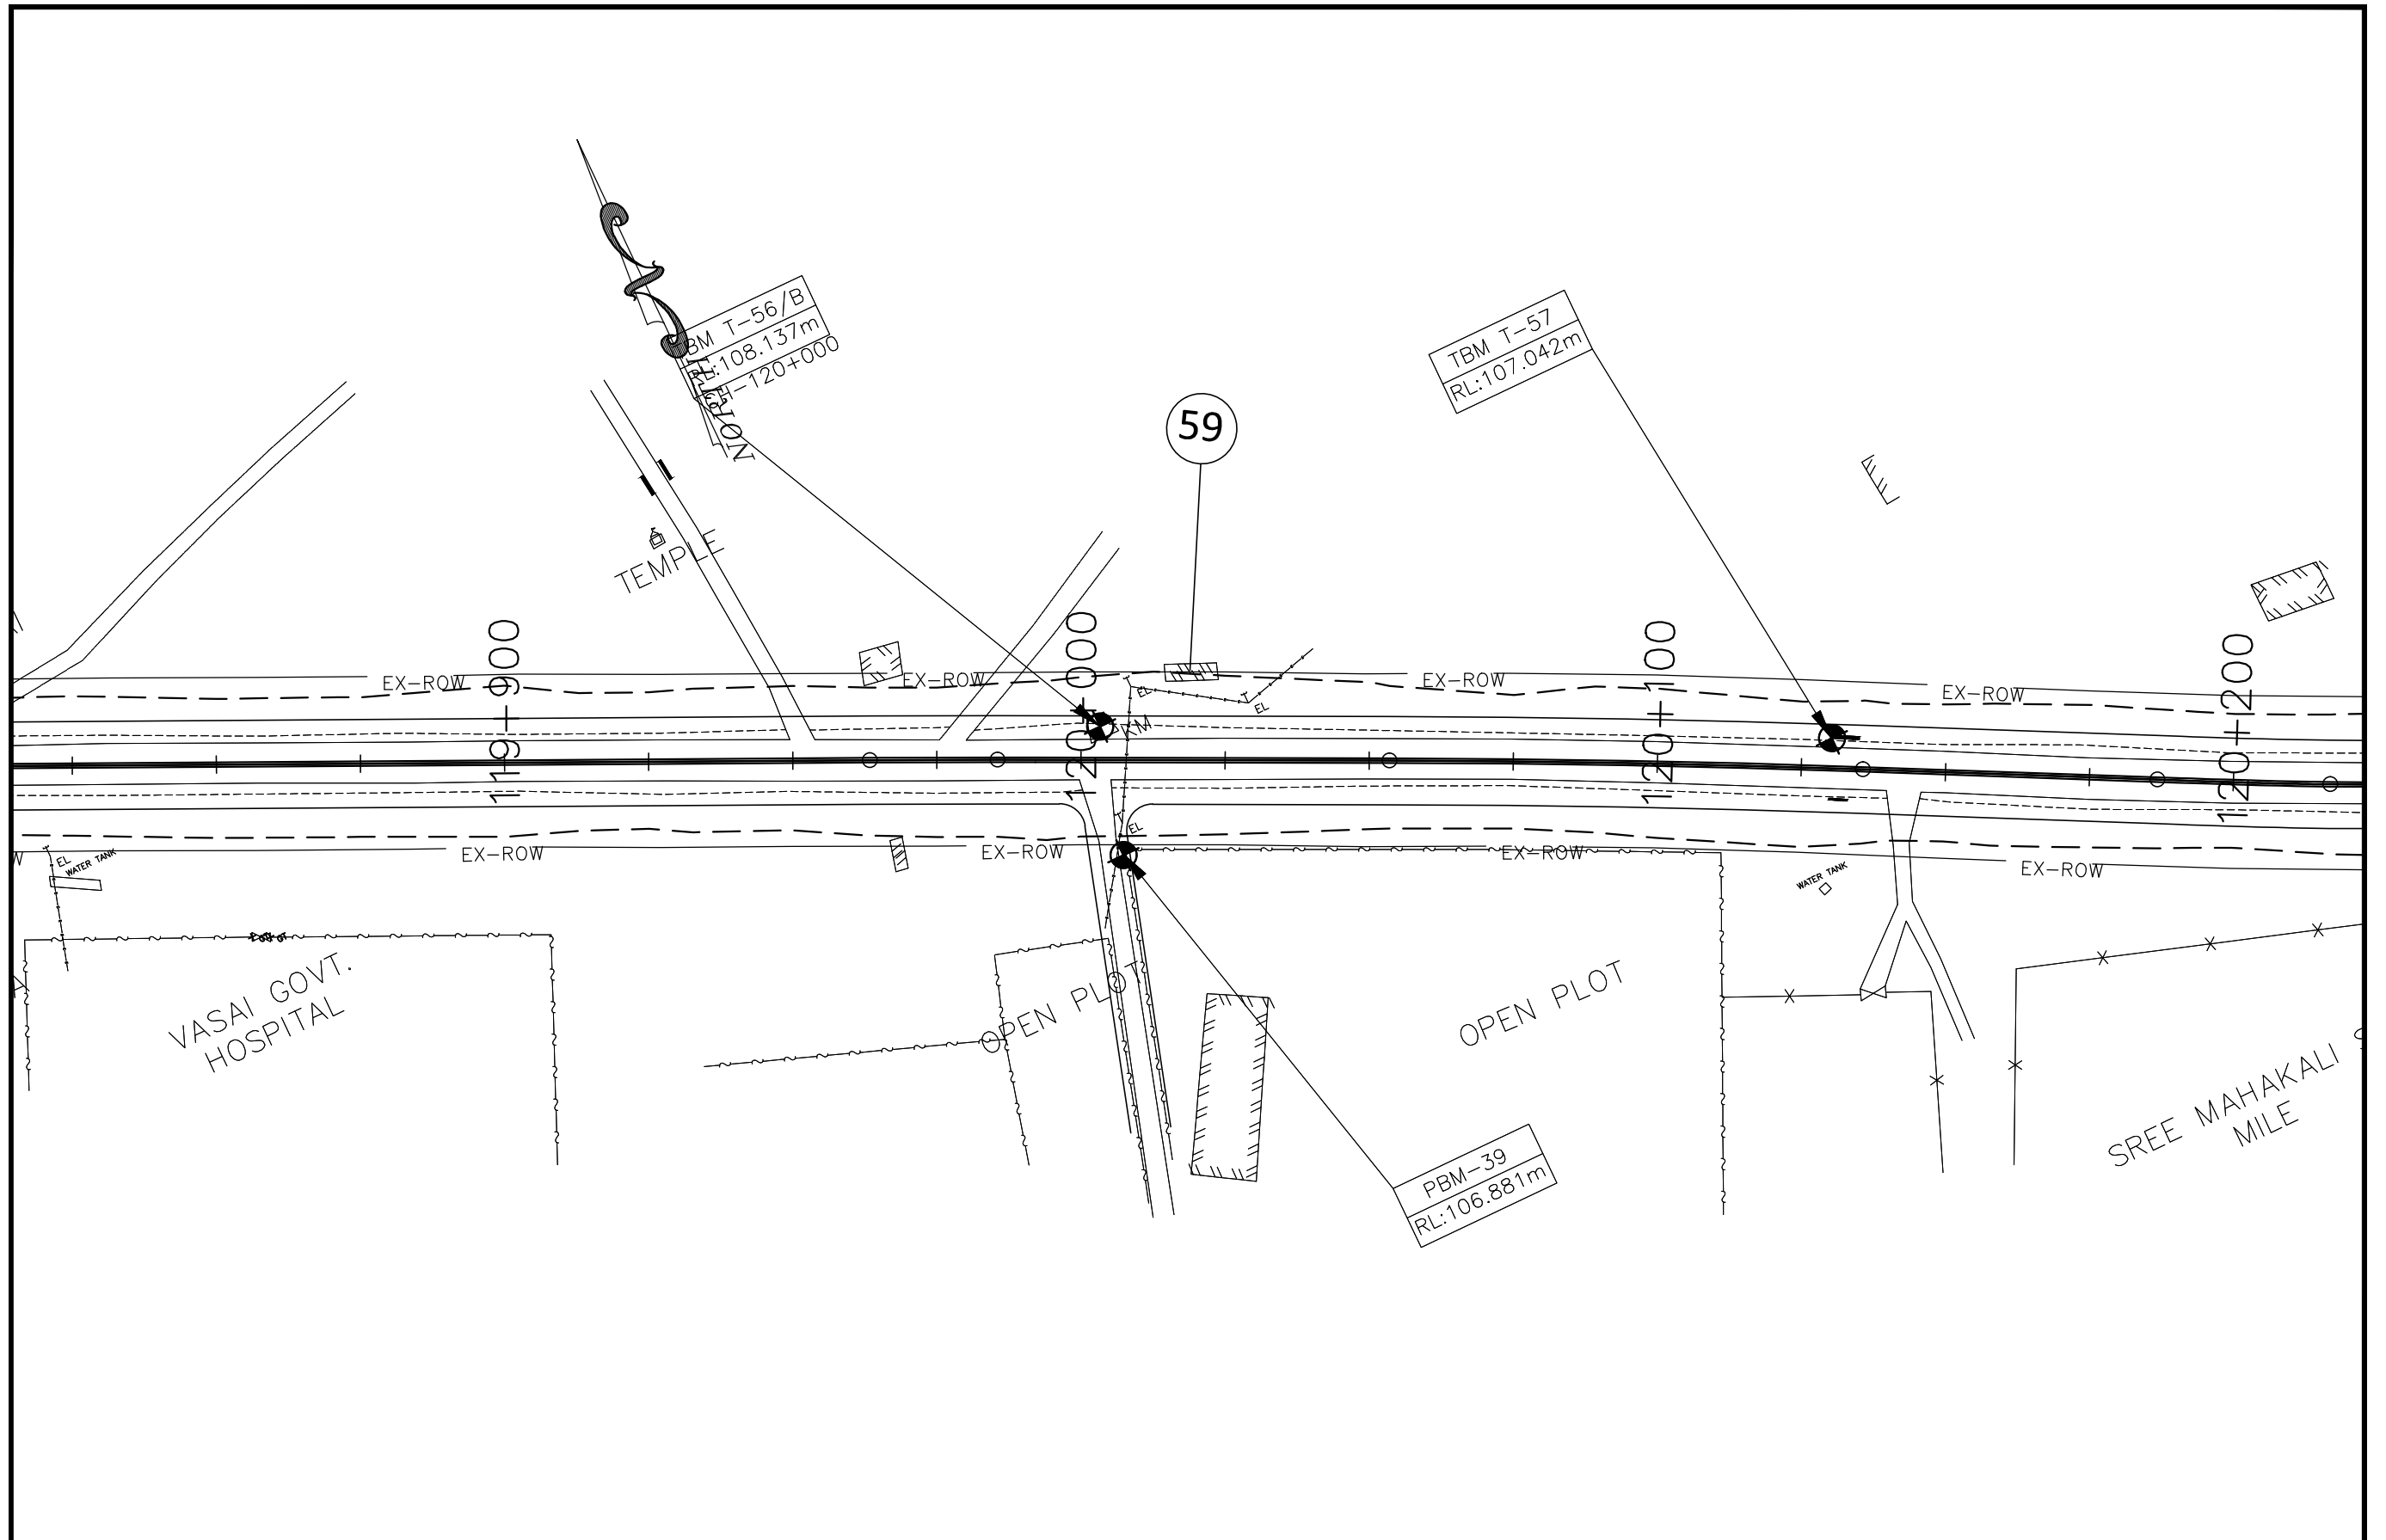 BM T-56/B
RL:108.137m
CH-120+000
NORTH
TBM T-57
RL:107.042m
59
TEMPLE
119+900
120+000
120+100
120+200
EX-ROW
EX-ROW
EX-ROW
EX-ROW
EL
EL
KM
EL
EL
WATER TANK
EX-ROW
EX-ROW
EX-ROW
EX-ROW
WATER TANK
VASAI GOVT.
HOSPITAL
OPEN PLOT
OPEN PLOT
SREE MAHAKALI
MILE
PBM-39
RL:106.881m